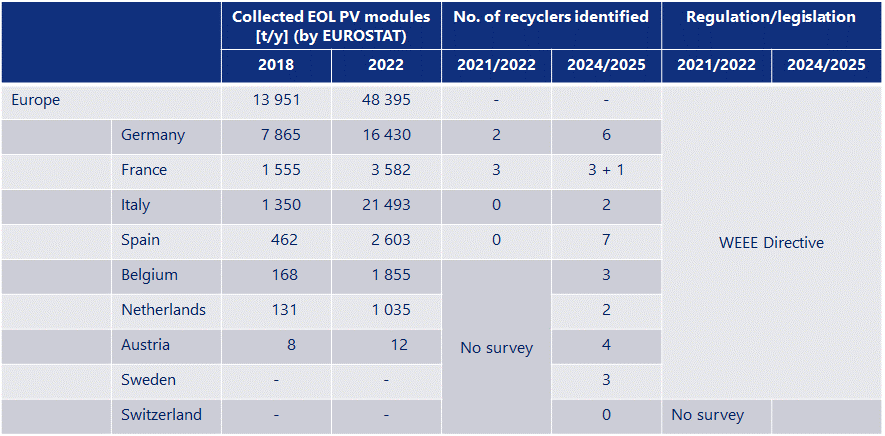 Collected EOL PV modules No. of recyclers identified Regulation/legislation
[t/y] (by EUROSTAT)
2018 2022 2021/2022 2024/2025 2021/2022 2024/2025
Europe 13 951 48 395 - -
Germany 7 865 16 430 2 6
France 1 555 3 582 3 3 + 1
Italy 1 350 21 493 0 2
Spain 462 2 603 0 7
WEEE Directive
Belgium 168 1 855 3
Netherlands 131 1 035 2
Austria 8 12 No survey 4
Sweden - - 3
Switzerland - - 0 No survey